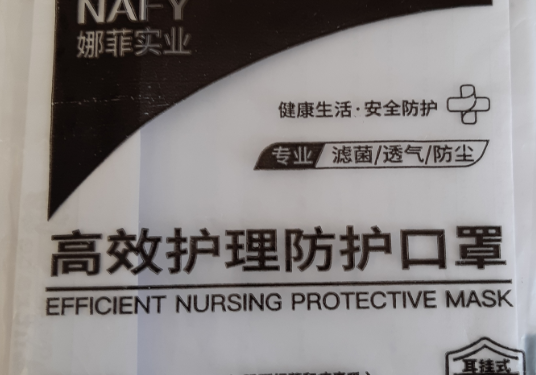 NAFY
娜菲实业
健康生活·安全防护
专业 滤菌/透气/防尘
高效护理防护口罩
EFFICIENT NURSING PROTECTIVE MASK
耳挂式